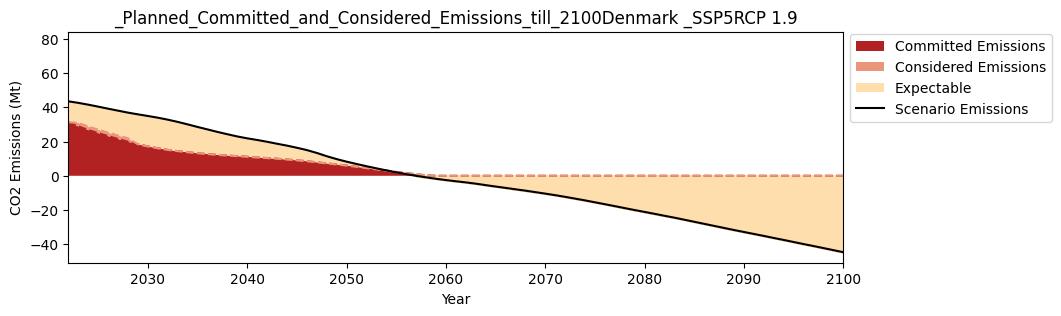 _Planned_Committed_and_Considered_Emissions_till_2100Denmark _SSP5RCP 1.9
80
60
40
20
0
−20
−40
CO2 Emissions (Mt)
2030
2040
2050
2060
2070
2080
2090
2100
Year
Committed Emissions
Considered Emissions
Expectable
Scenario Emissions